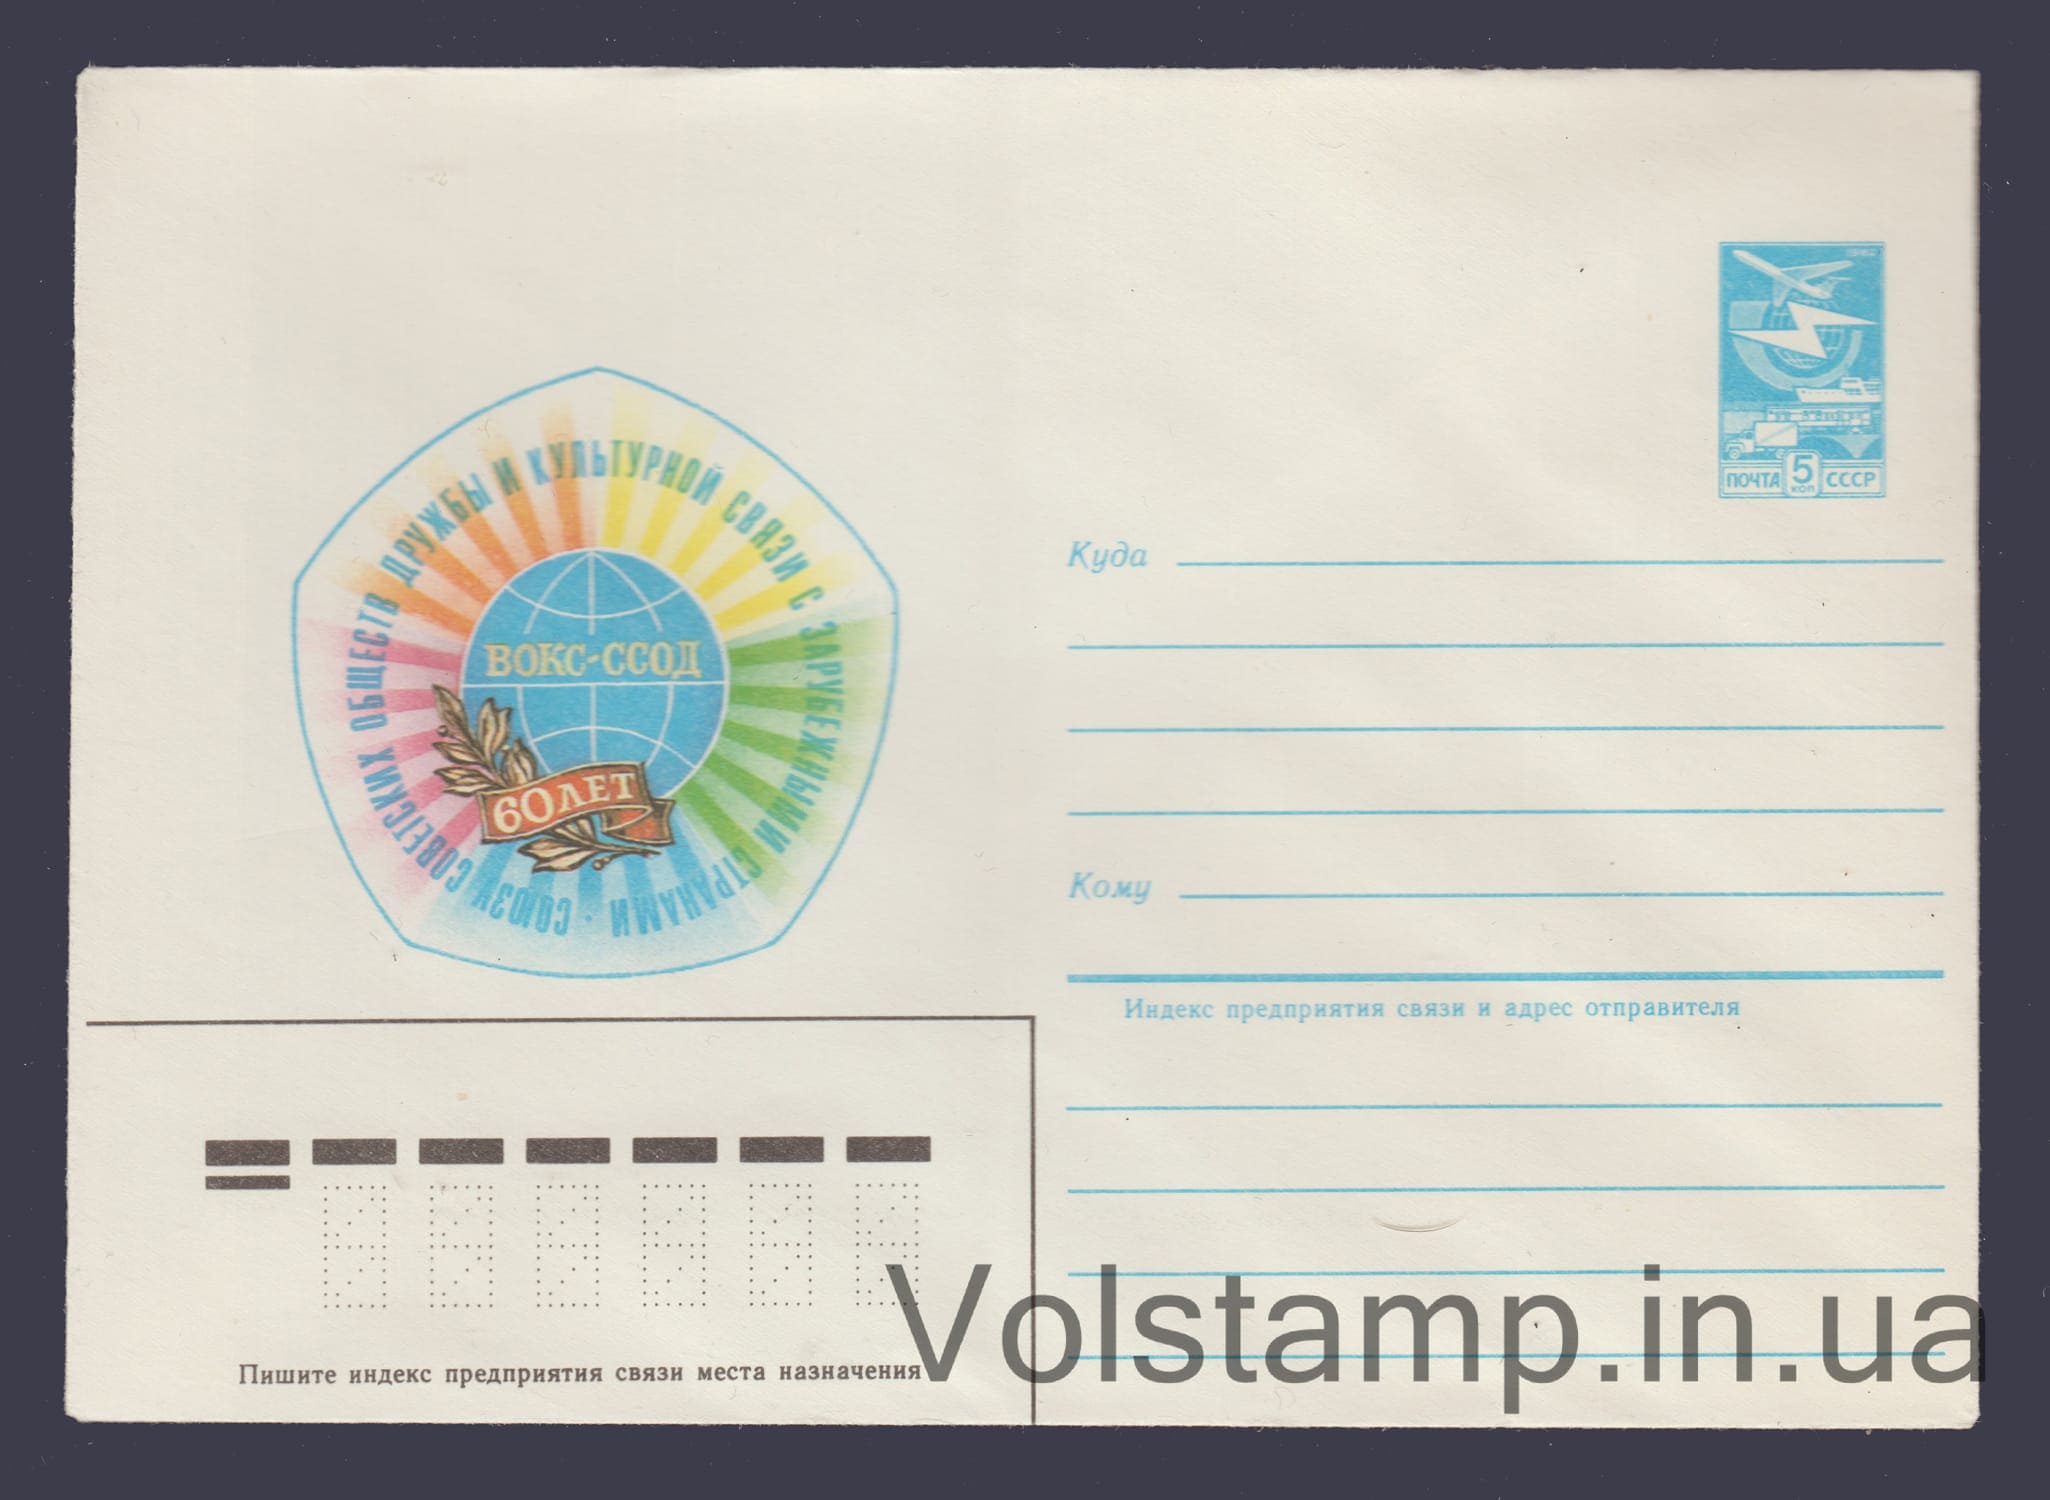 1982
ПОЧТА 5 КОП СССР
СОЮЗУ СОВЕТСКИХ ОБЩЕСТВ ДРУЖБЫ И КУЛЬТУРНОЙ СВЯЗИ С ЗАРУБЕЖНЫМИ СТРАНАМИ ·
ВОКС-ССОД
60 ЛЕТ
Куда
Кому
Индекс предприятия связи и адрес отправителя
Пишите индекс предприятия связи места назначения
Volstamp.in.ua